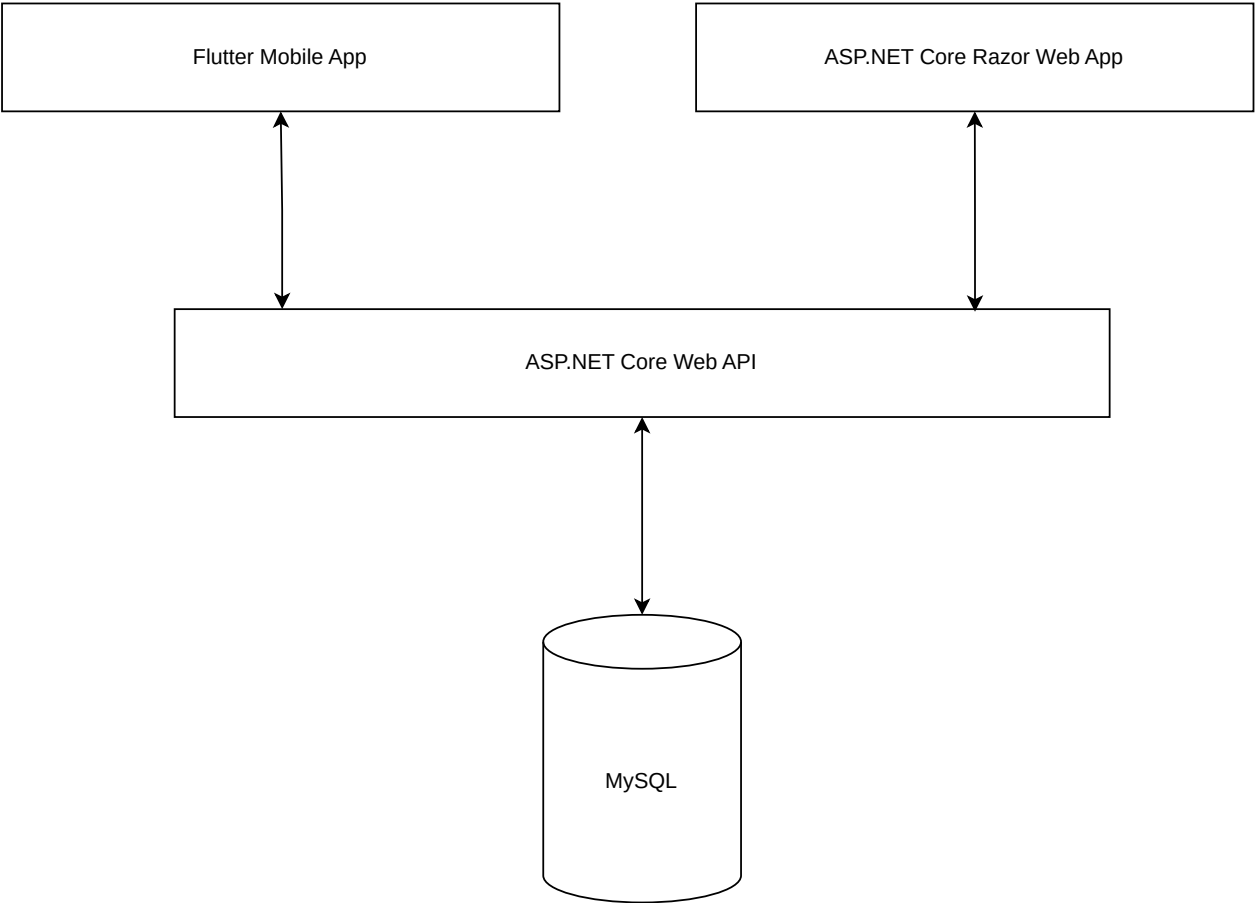 Flutter Mobile App
ASP.NET Core Razor Web App
ASP.NET Core Web API
MySQL